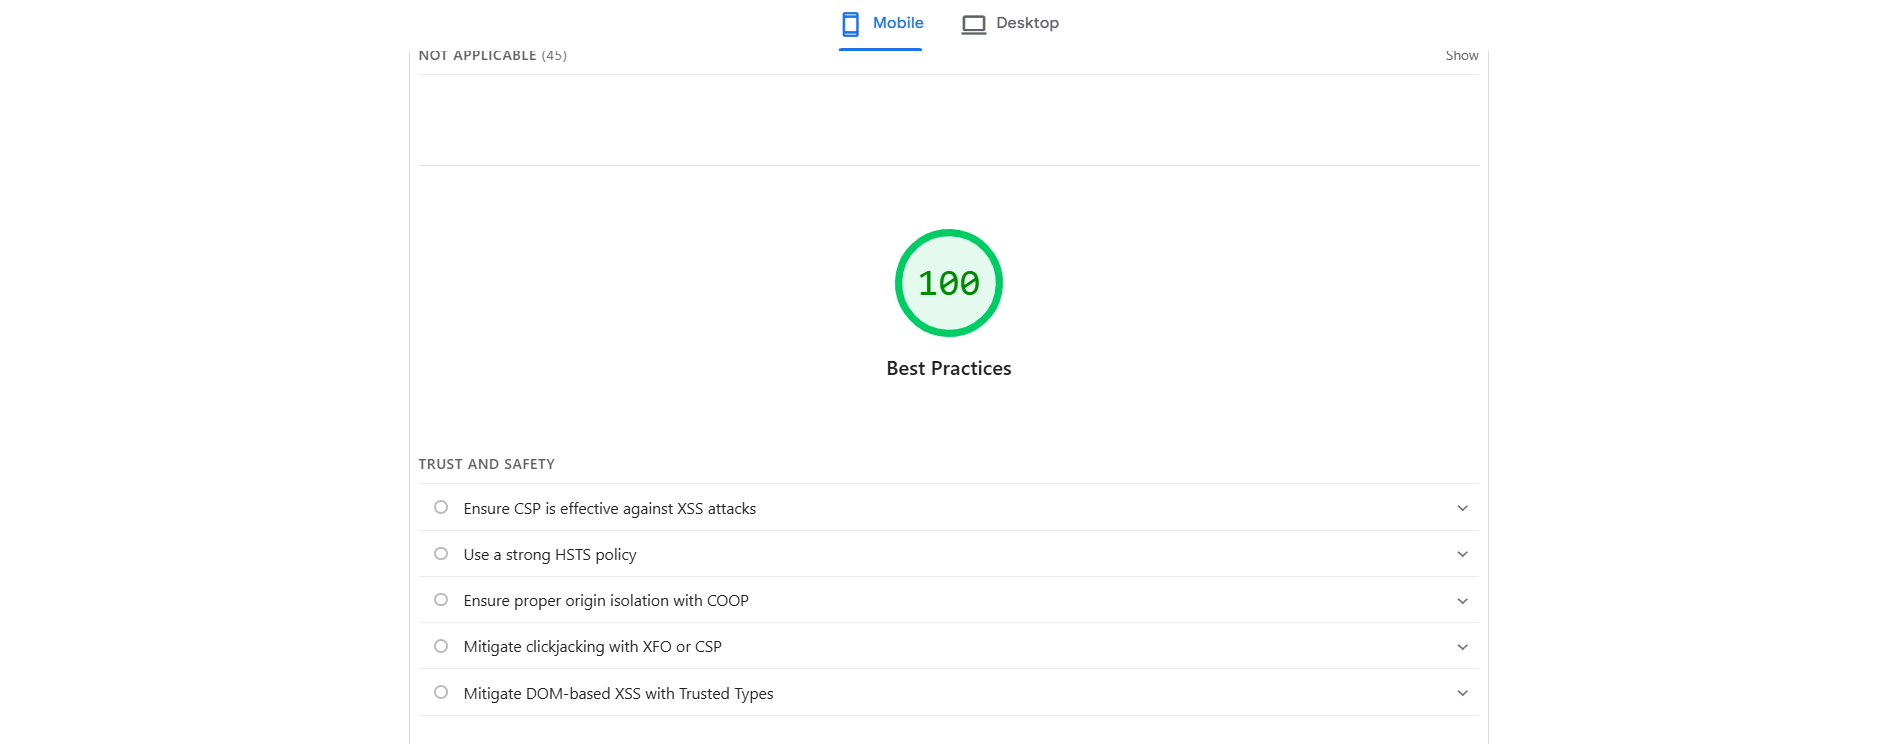 Mobile Desktop
NOT APPLICABLE (45) Show
100
Best Practices
TRUST AND SAFETY
Ensure CSP is effective against XSS attacks
Use a strong HSTS policy
Ensure proper origin isolation with COOP
Mitigate clickjacking with XFO or CSP
Mitigate DOM-based XSS with Trusted Types